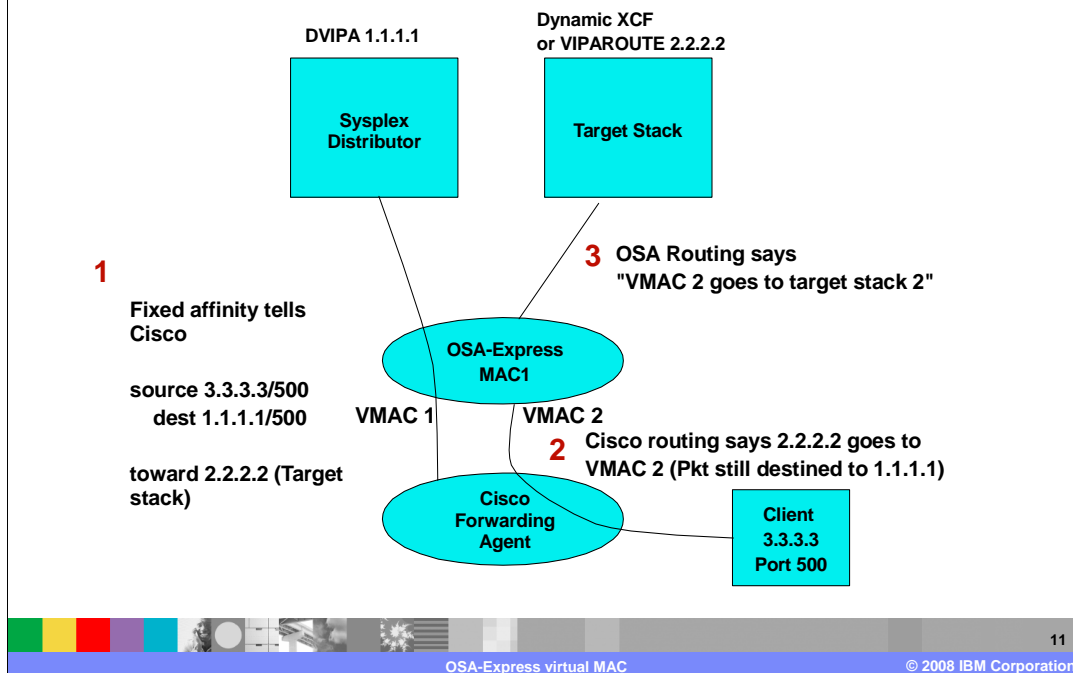 DVIPA 1.1.1.1
Dynamic XCF
or VIPAROUTE 2.2.2.2
Sysplex
Distributor
Target Stack
1
Fixed affinity tells
Cisco
source 3.3.3.3/500
dest 1.1.1.1/500
toward 2.2.2.2 (Target
stack)
3 OSA Routing says
"VMAC 2 goes to target stack 2"
OSA-Express
MAC1
VMAC 1
VMAC 2
2 Cisco routing says 2.2.2.2 goes to
VMAC 2 (Pkt still destined to 1.1.1.1)
Cisco
Forwarding
Agent
Client
3.3.3.3
Port 500
11
OSA-Express virtual MAC
© 2008 IBM Corporation